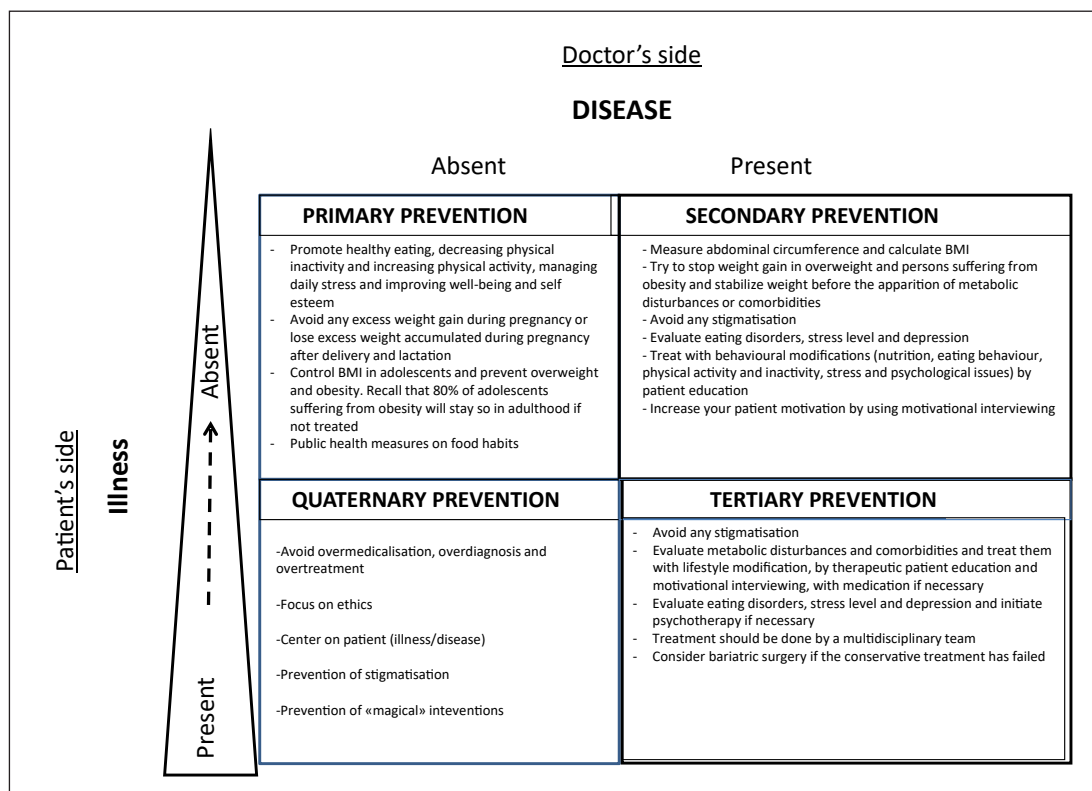 Doctor’s side
DISEASE
Absent
Present
PRIMARY PREVENTION
- Promote healthy eating, decreasing physical
inactivity and increasing physical activity, managing
daily stress and improving well-being and self
esteem
- Avoid any excess weight gain during pregnancy or
lose excess weight accumulated during pregnancy
after delivery and lactation
- Control BMI in adolescents and prevent overweight
and obesity. Recall that 80% of adolescents
suffering from obesity will stay so in adulthood if
not treated
- Public health measures on food habits
SECONDARY PREVENTION
- Measure abdominal circumference and calculate BMI
- Try to stop weight gain in overweight and persons suffering from
obesity and stabilize weight before the apparition of metabolic
disturbances or comorbidities
- Avoid any stigmatisation
- Evaluate eating disorders, stress level and depression
- Treat with behavioural modifications (nutrition, eating behaviour,
physical activity and inactivity, stress and psychological issues) by
patient education
- Increase your patient motivation by using motivational interviewing
Patient’s side
Illness
Absent
Present
QUATERNARY PREVENTION
-Avoid overmedicalisation, overdiagnosis and
overtreatment
-Focus on ethics
-Center on patient (illness/disease)
-Prevention of stigmatisation
-Prevention of «magical» inteventions
TERTIARY PREVENTION
- Avoid any stigmatisation
- Evaluate metabolic disturbances and comorbidities and treat them
with lifestyle modification, by therapeutic patient education and
motivational interviewing, with medication if necessary
- Evaluate eating disorders, stress level and depression and initiate
psychotherapy if necessary
- Treatment should be done by a multidisciplinary team
- Consider bariatric surgery if the conservative treatment has failed